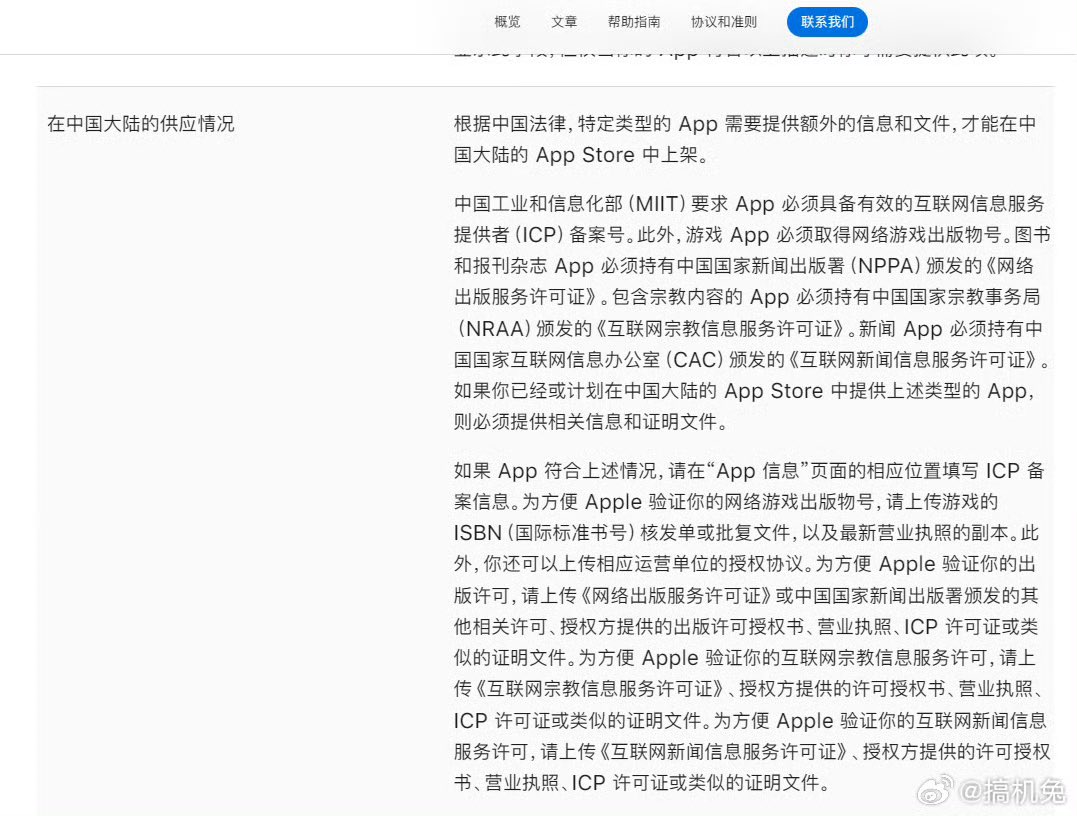 概览
文章
帮助指南
协议和准则
联系我们
在中国大陆的供应情况
根据中国法律，特定类型的 App 需要提供额外的信息和文件，才能在中
国大陆的 App Store 中上架。
中国工业和信息化部（MIIT）要求 App 必须具备有效的互联网信息服务
提供者（ICP）备案号。此外，游戏 App 必须取得网络游戏出版物号。图书
和报刊杂志 App 必须持有中国国家新闻出版署（NPPA）颁发的《网络
出版服务许可证》。包含宗教内容的 App 必须持有中国国家宗教事务局
（NRAA）颁发的《互联网宗教信息服务许可证》。新闻 App 必须持有中
国国家互联网信息办公室（CAC）颁发的《互联网新闻信息服务许可证》。
如果你已经或计划在中国大陆的 App Store 中提供上述类型的 App，
则必须提供相关信息和证明文件。
如果 App 符合上述情况，请在“App 信息”页面的相应位置填写 ICP 备
案信息。为方便 Apple 验证你的网络游戏出版物号，请上传游戏的
ISBN（国际标准书号）核发单或批复文件，以及最新营业执照的副本。此
外，你还可以上传相应运营单位的授权协议。为方便 Apple 验证你的出
版许可，请上传《网络出版服务许可证》或中国国家新闻出版署颁发的其
他相关许可、授权方提供的出版许可授权书、营业执照、ICP 许可证或类
似的证明文件。为方便 Apple 验证你的互联网宗教信息服务许可，请上
传《互联网宗教信息服务许可证》、授权方提供的许可授权书、营业执照、
ICP 许可证或类似的证明文件。为方便 Apple 验证你的互联网新闻信息
服务许可，请上传《互联网新闻信息服务许可证》、授权方提供的许可授权
书、营业执照、ICP 许可证或类似的证明文件。
@搞机兔